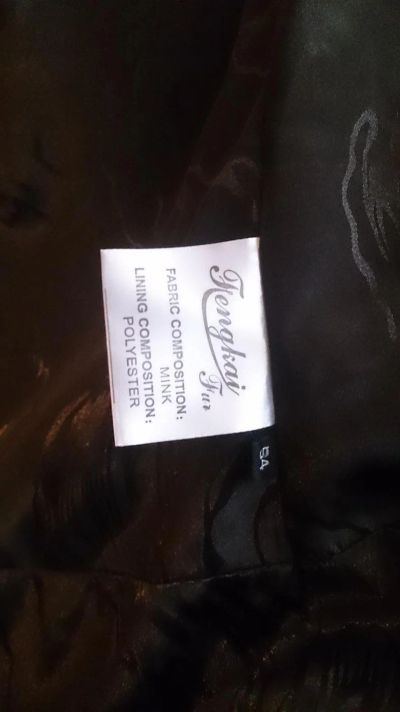 Fengkai
Fur
FABRIC COMPOSITION:
MINK
LINING COMPOSITION:
POLYESTER
54